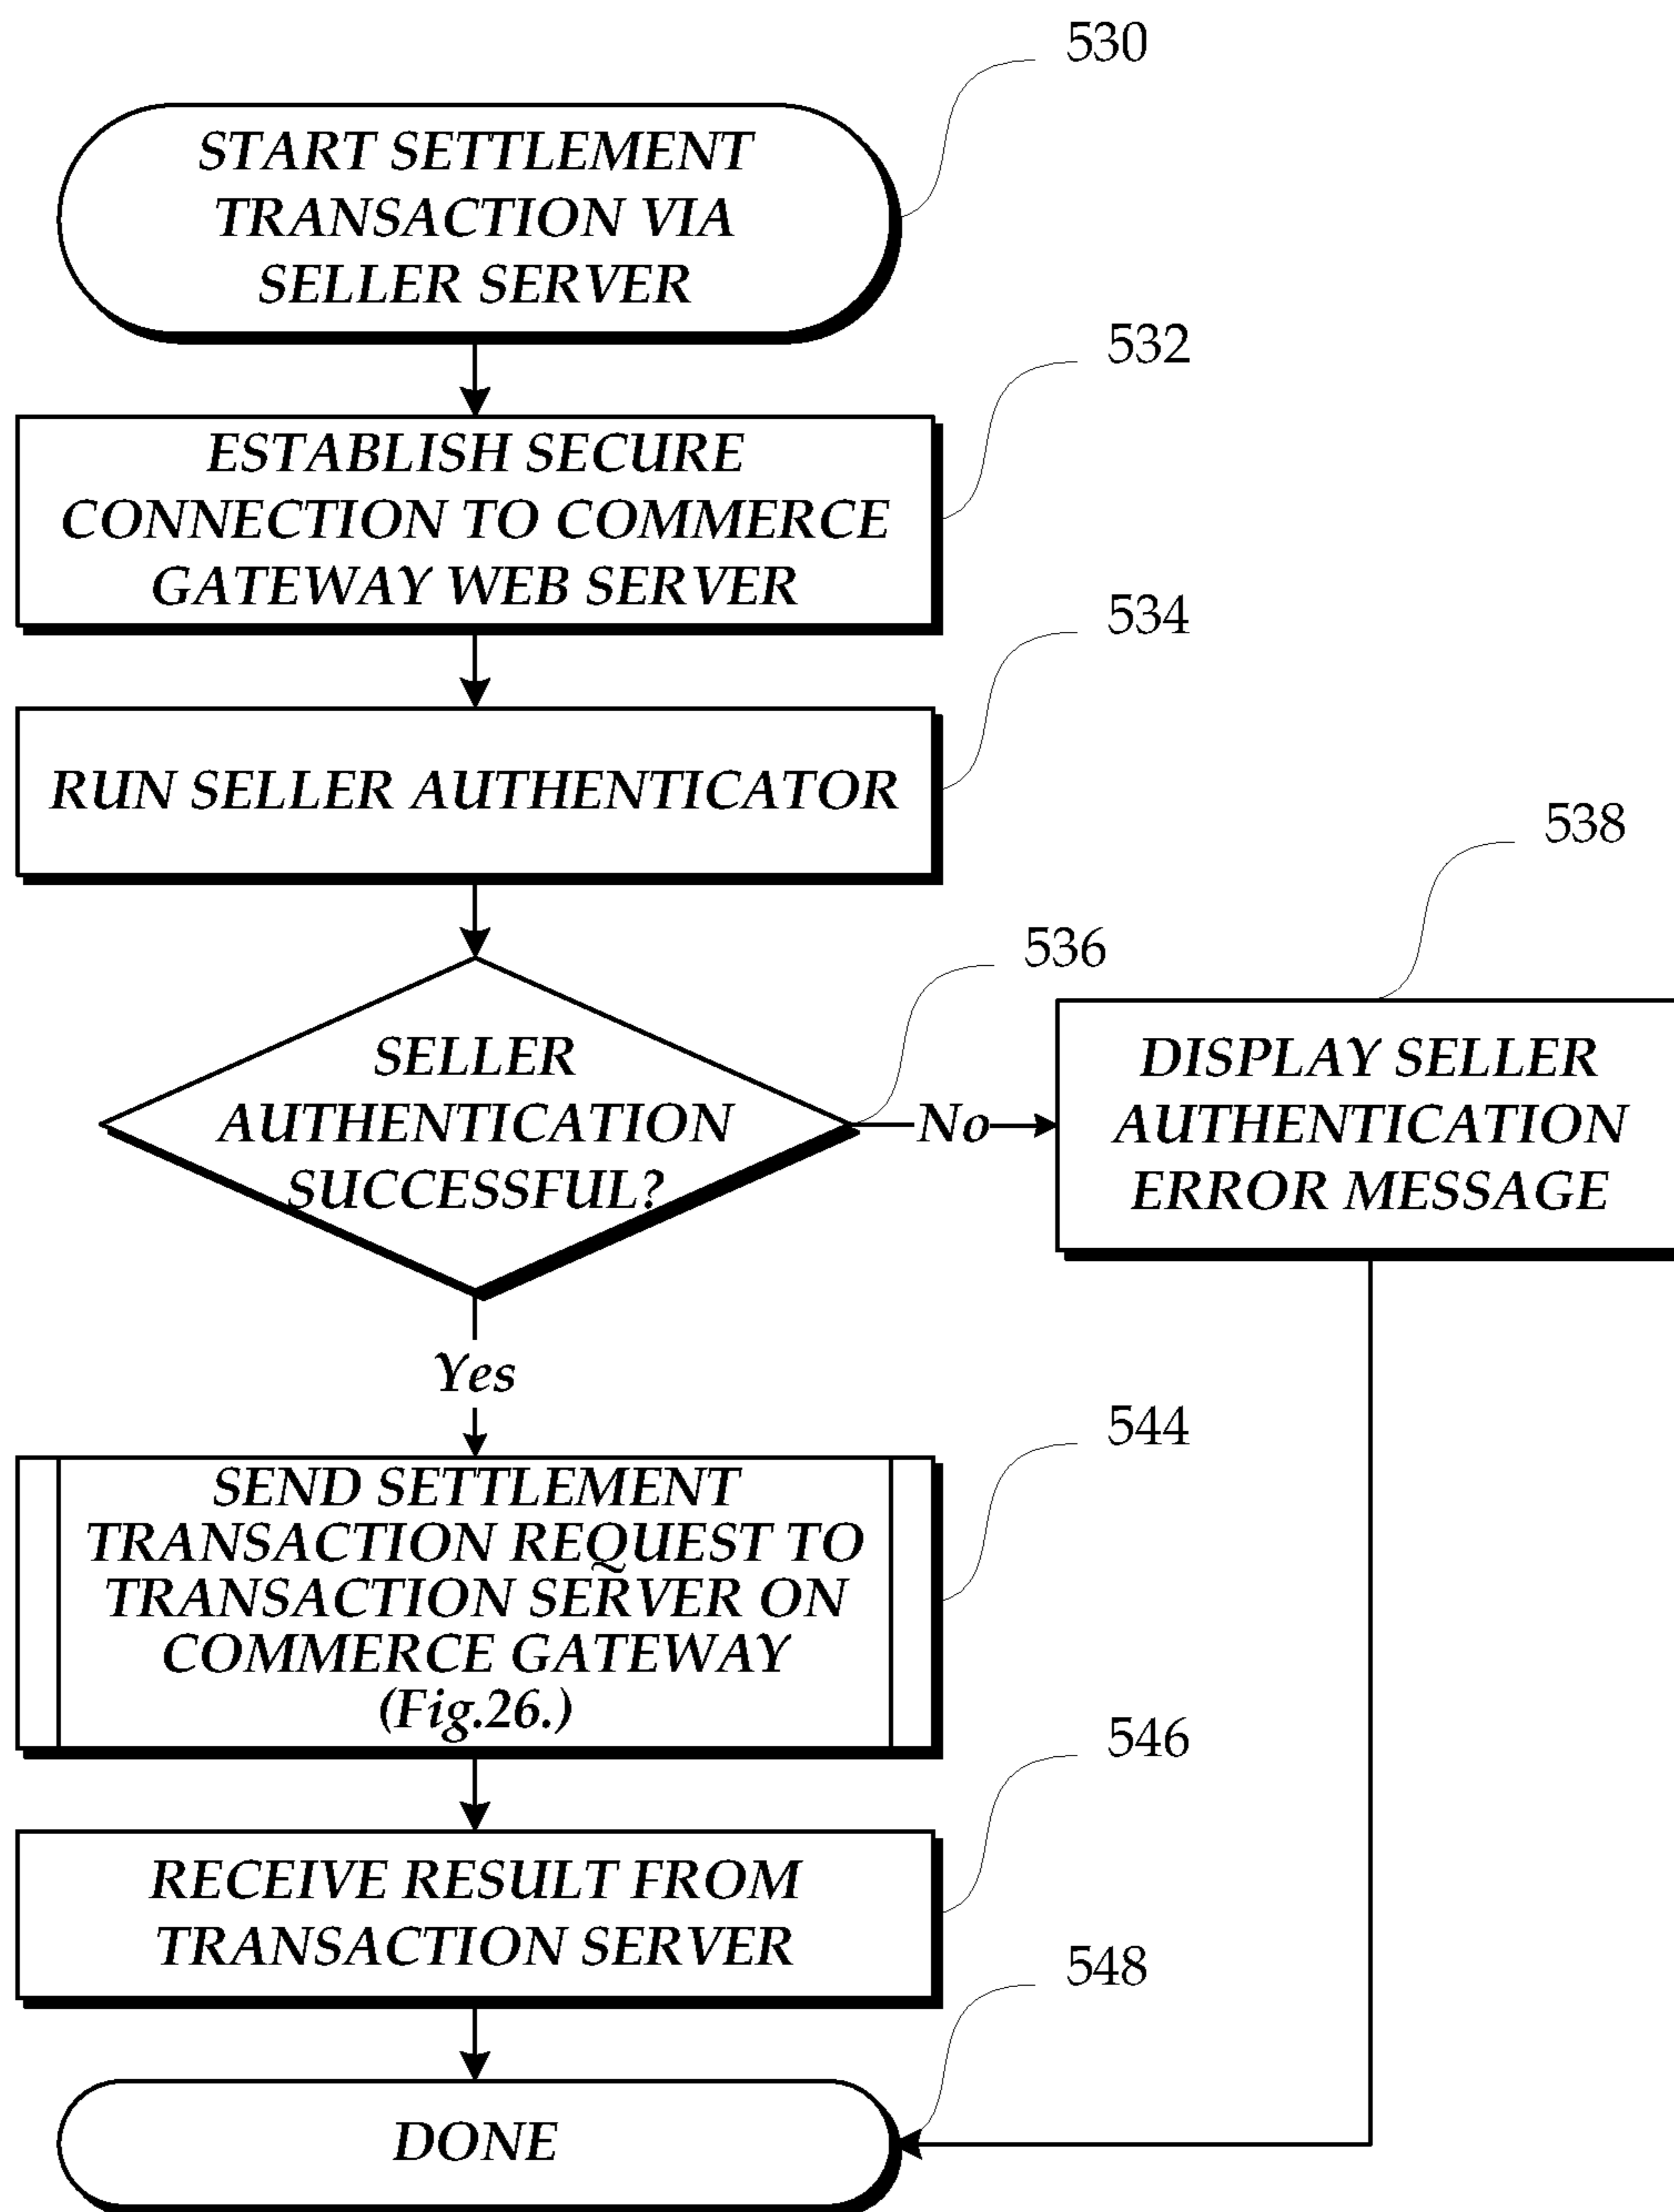 530
START SETTLEMENT
TRANSACTION VIA
SELLER SERVER
532
ESTABLISH SECURE
CONNECTION TO COMMERCE
GATEWAY WEB SERVER
534
RUN SELLER AUTHENTICATOR
536
SELLER
AUTHENTICATION
SUCCESSFUL?
No
538
DISPLAY SELLER
AUTHENTICATION
ERROR MESSAGE
Yes
544
SEND SETTLEMENT
TRANSACTION REQUEST TO
TRANSACTION SERVER ON
COMMERCE GATEWAY
(Fig.26.)
546
RECEIVE RESULT FROM
TRANSACTION SERVER
548
DONE